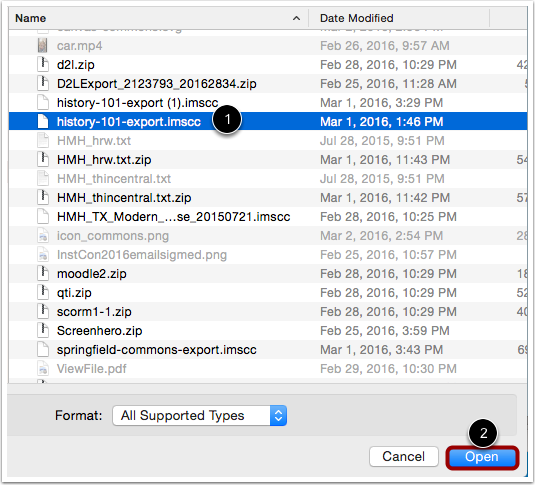 Name Date Modified
car.mp4 Feb 26, 2016, 9:57 AM
d2l.zip Feb 28, 2016, 10:29 PM 42
D2LExport_2123793_20162834.zip Feb 25, 2016, 11:28 AM 5
history-101-export (1).imscc Mar 1, 2016, 3:29 PM
history-101-export.imscc 1 Mar 1, 2016, 1:46 PM
HMH_hrw.txt Jul 28, 2015, 9:51 PM
HMH_hrw.txt.zip Mar 1, 2016, 11:43 PM 54
HMH_thincentral.txt Jul 28, 2015, 9:51 PM
HMH_thincentral.txt.zip Mar 1, 2016, 11:42 PM 57
HMH_TX_Modern_...se_20150721.imscc Feb 28, 2016, 10:25 PM
icon_commons.png Mar 2, 2016, 2:54 PM 28
InstCon2016emailsigmed.png Feb 25, 2016, 10:57 PM
moodle2.zip Feb 28, 2016, 10:29 PM 18
qti.zip Feb 28, 2016, 10:29 PM 52
scorm1-1.zip Feb 28, 2016, 10:29 PM 40
Screenhero.zip Feb 25, 2016, 3:59 PM
springfield-commons-export.imscc Mar 1, 2016, 3:43 PM 69
ViewFile.pdf Feb 29, 2016, 10:30 PM
Format: All Supported Types
2
Cancel Open